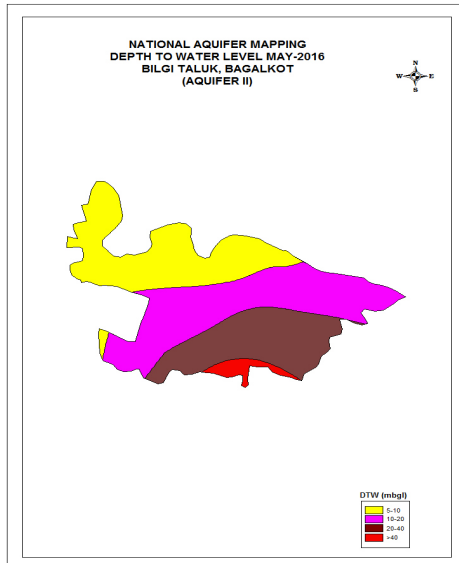 NATIONAL AQUIFER MAPPING
DEPTH TO WATER LEVEL MAY-2016
BILGI TALUK, BAGALKOT
(AQUIFER II)
N
W E
S
DTW (mbgl)
5-10
10-20
20-40
>40